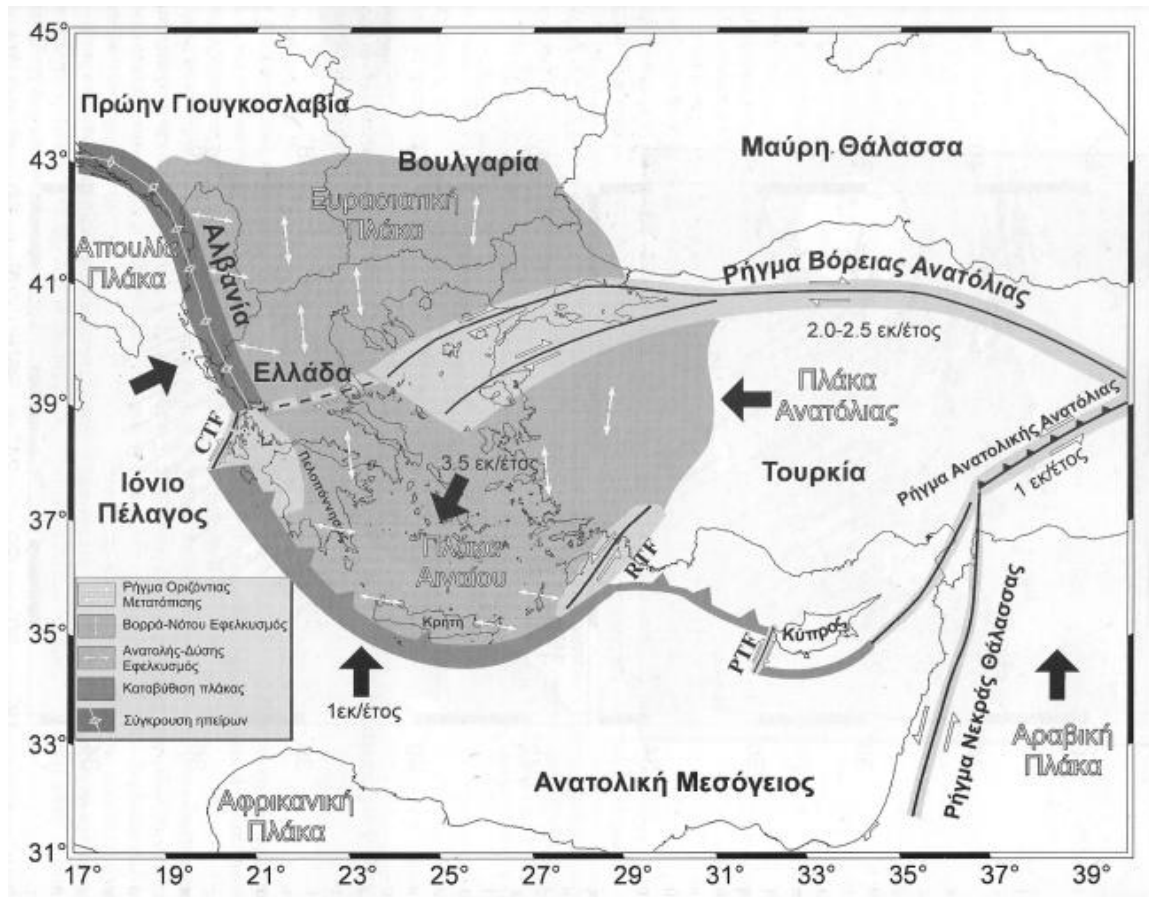 45°
Πρώην Γιουγκοσλαβία
43°
Βουλγαρία
Μαύρη Θάλασσα
Ευρασιατική
Πλάκα
Απουλία
Πλάκα
Αλβανία
41°
Ρήγμα Βόρειας Ανατόλιας
2.0-2.5 εκ/έτος
Ελλάδα
39°
Πλάκα
Ανατόλιας
CTF
Πελοπόννησος
3.5 εκ/έτος
Τουρκία
Ρήγμα Ανατολικής Ανατόλιας
1 εκ/έτος
Ιόνιο
Πέλαγος
37°
Πλάκα
Αιγαίου
RTF
Ρήγμα Οριζόντιας
Μετατόπισης
Βορρά-Νότου Εφελκυσμός
Ανατολής-Δύσης
Εφελκυσμός
Καταβύθιση πλάκας
Σύγκρουση ηπείρων
35°
Κρήτη
Κύπρος
PTF
1εκ/έτος
Ρήγμα Νεκράς Θάλασσας
33°
Αραβική
Πλάκα
Ανατολική Μεσόγειος
Αφρικανική
Πλάκα
31°
17° 19° 21° 23° 25° 27° 29° 31° 33° 35° 37° 39°